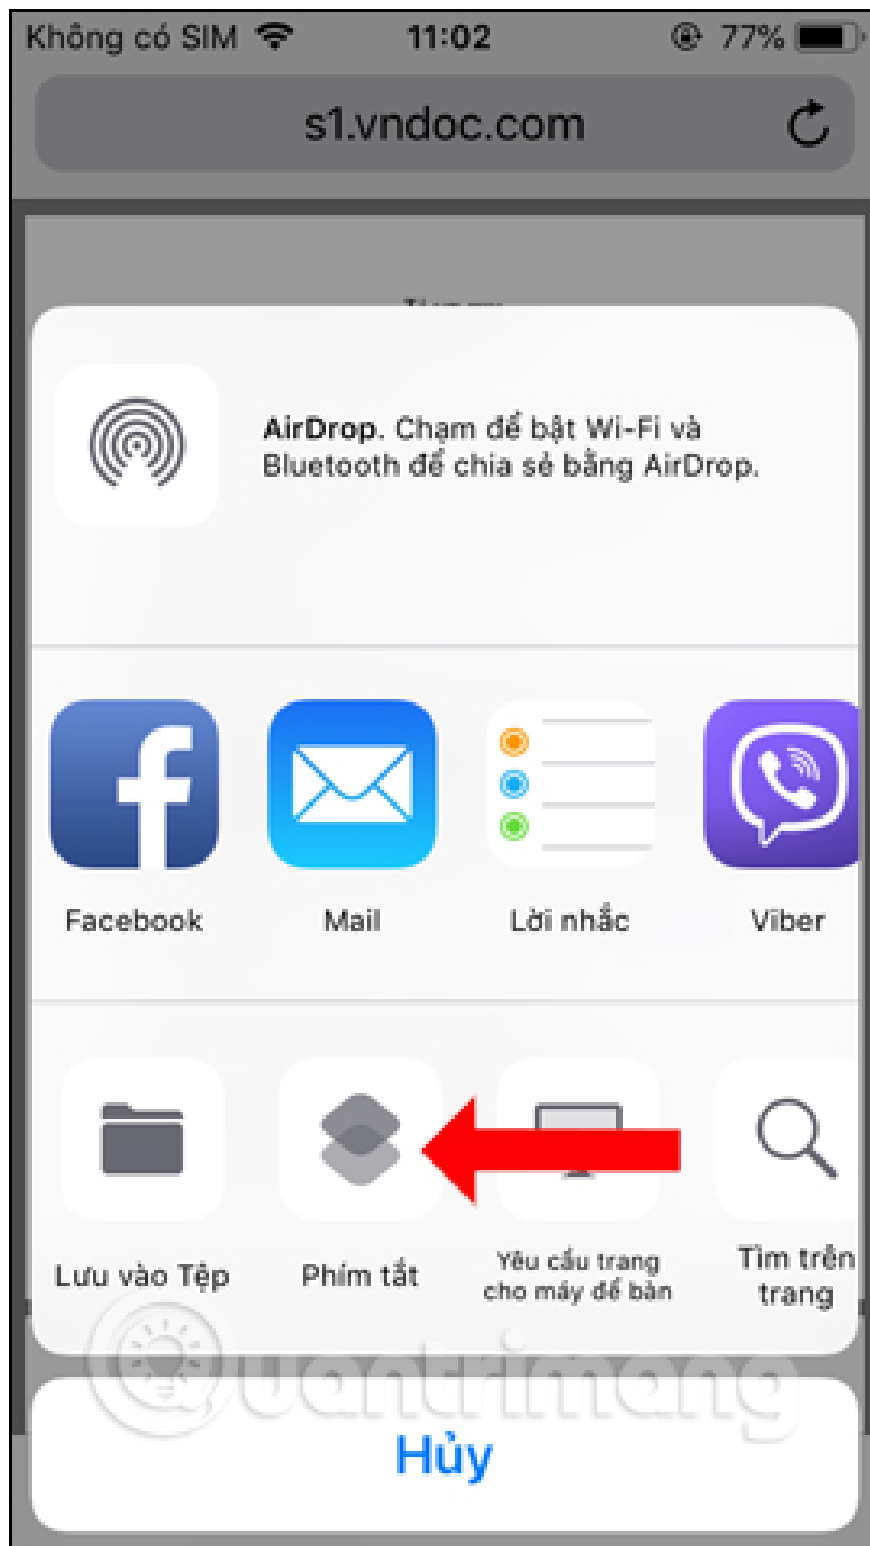 Không có SIM 11:02 77%
s1.vndoc.com
AirDrop. Chạm để bật Wi-Fi và
Bluetooth để chia sẻ bằng AirDrop.
Facebook Mail Lời nhắc Viber
Lưu vào Tệp Phím tắt Yêu cầu trang cho máy để bàn Tìm trên trang
Quantrimang
Hủy